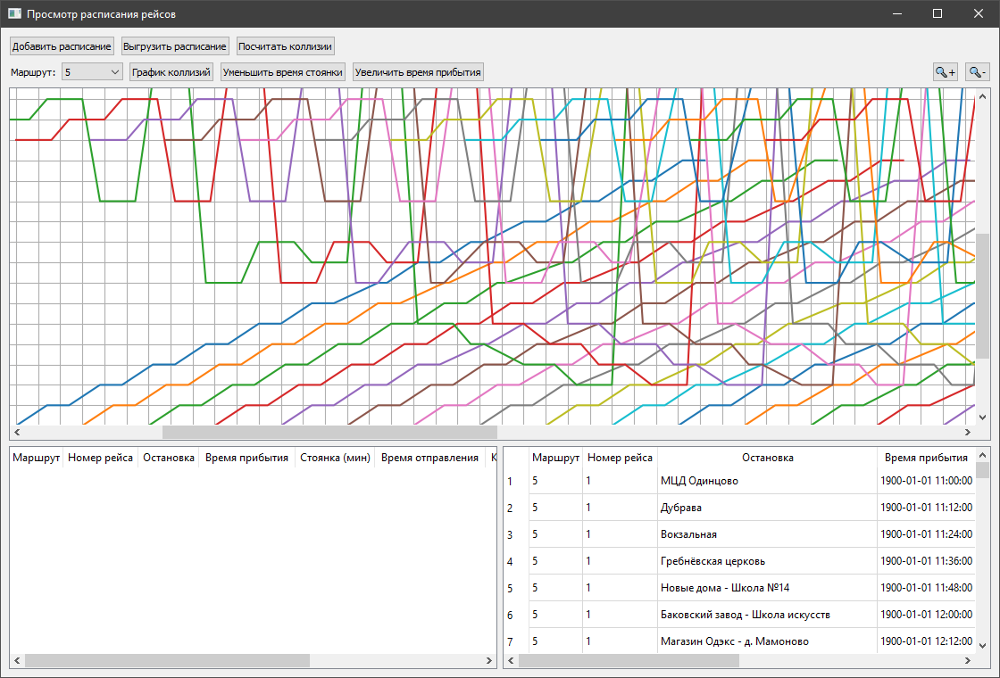 Просмотр расписания рейсов
Добавить расписание Выгрузить расписание Посчитать коллизии
Маршрут: 5 График коллизий Уменьшить время стоянки Увеличить время прибытия + -
Маршрут Номер рейса Остановка Время прибытия Стоянка (мин) Время отправления К
Маршрут Номер рейса Остановка Время прибытия
1 5 1 МЦД Одинцово 1900-01-01 11:00:00
2 5 1 Дубрава 1900-01-01 11:12:00
3 5 1 Вокзальная 1900-01-01 11:24:00
4 5 1 Гребнёвская церковь 1900-01-01 11:36:00
5 5 1 Новые дома - Школа №14 1900-01-01 11:48:00
6 5 1 Баковский завод - Школа искусств 1900-01-01 12:00:00
7 5 1 Магазин Одэкс - д. Мамоново 1900-01-01 12:12:00